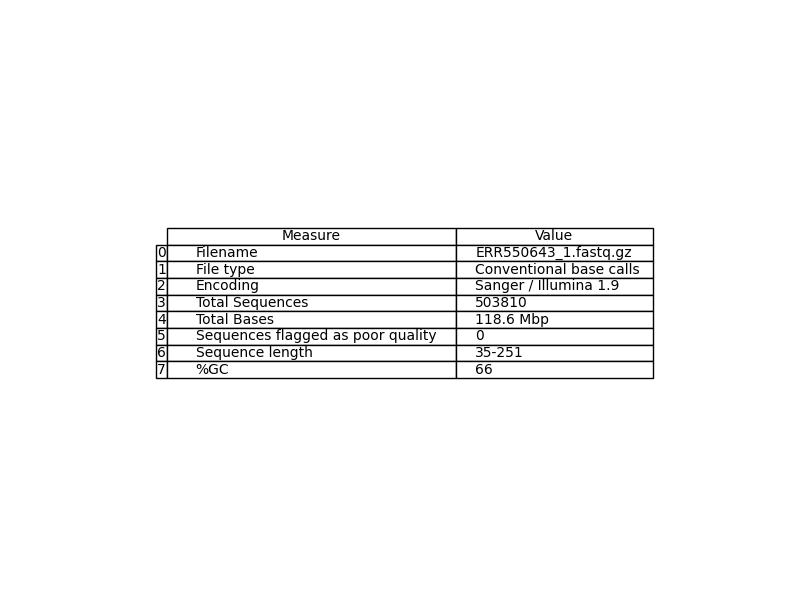 Measure Value
0 Filename ERR550643_1.fastq.gz
1 File type Conventional base calls
2 Encoding Sanger / Illumina 1.9
3 Total Sequences 503810
4 Total Bases 118.6 Mbp
5 Sequences flagged as poor quality 0
6 Sequence length 35-251
7 %GC 66